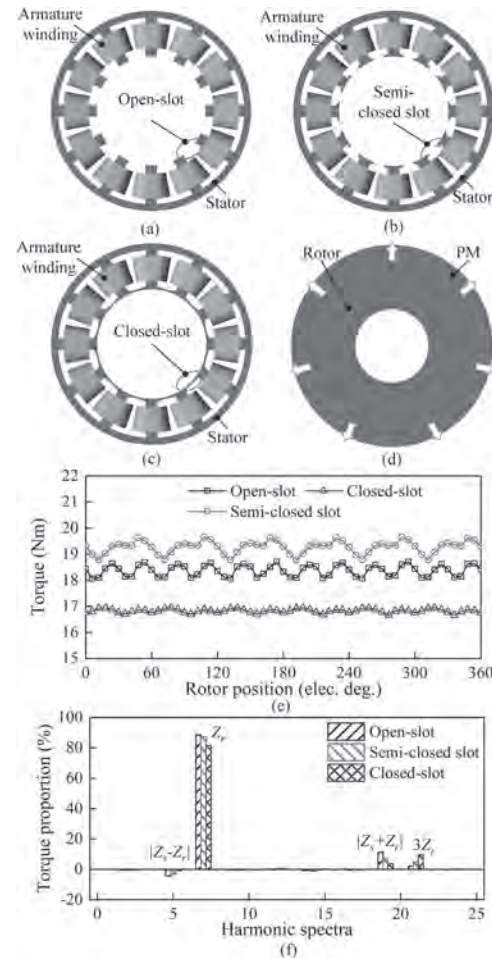 Armature winding
Open-slot
Stator
(a)
Armature winding
Semi-closed slot
Stator
(b)
Armature winding
Closed-slot
Stator
(c)
Rotor
PM
(d)
22
21
20
19
18
17
16
15
Torque (Nm)
Open-slot
Closed-slot
Semi-closed slot
0
60
120
180
240
300
360
Rotor position (elec. deg.)
(e)
100
80
60
40
20
0
-20
Torque proportion (%)
Zr
|Zs-Zr|
|Zs+Zr|
3Zr
Open-slot
Semi-closed slot
Closed-slot
0
5
10
15
20
25
Harmonic spectra
(f)